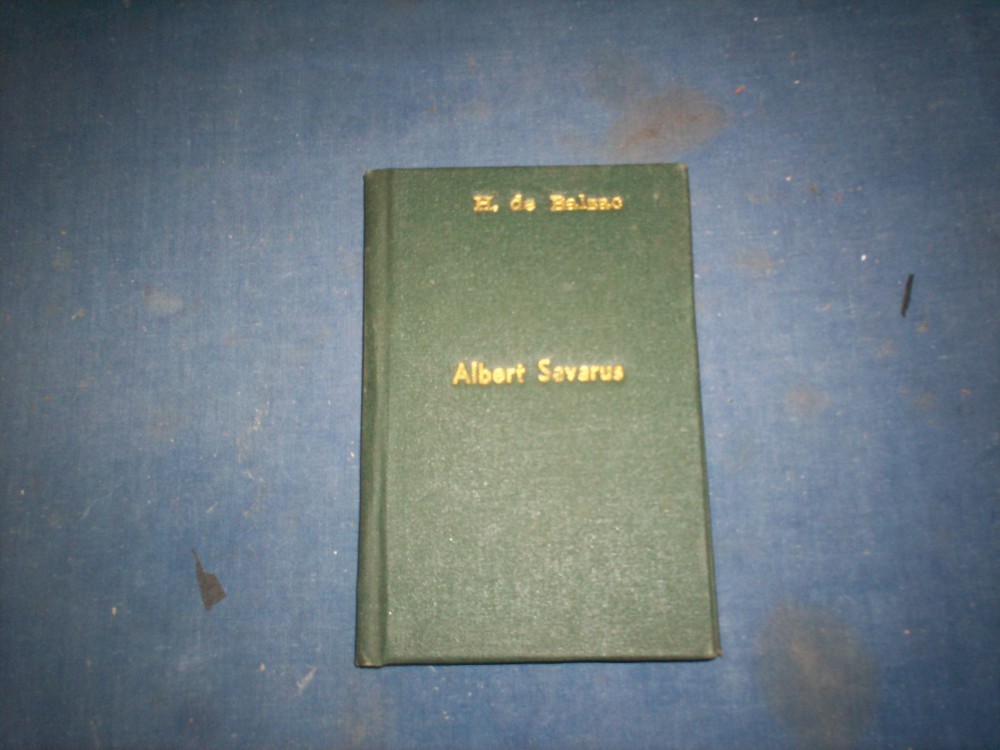 H. de Balzac
Albert Savarus